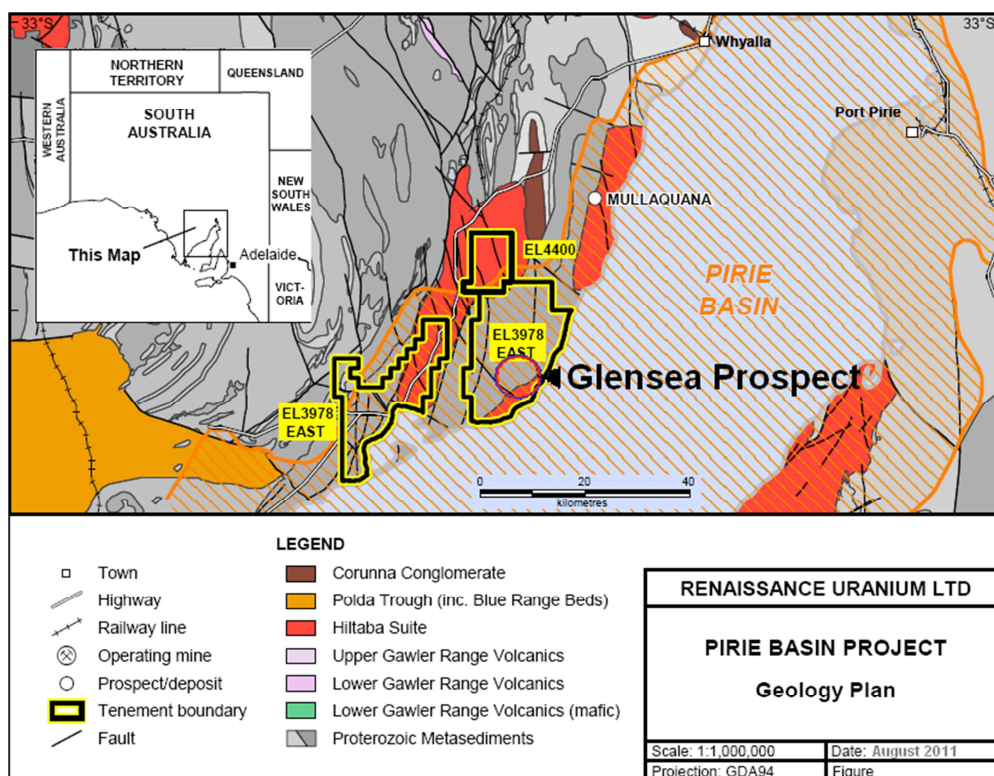 33°S
33°S
Whyalla
NORTHERN
TERRITORY
QUEENSLAND
WESTERN
AUSTRALIA
SOUTH
AUSTRALIA
NEW
SOUTH
WALES
This Map
Adelaide
VICT-
ORIA
Port Pirie
MULLAQUANA
EL4400
PIRIE
BASIN
EL3978
EAST
Glensea Prospect
EL3978
EAST
0 20 40
kilometres
LEGEND
Town
Highway
Railway line
Operating mine
Prospect/deposit
Tenement boundary
Fault
Corunna Conglomerate
Polda Trough (inc. Blue Range Beds)
Hiltaba Suite
Upper Gawler Range Volcanics
Lower Gawler Range Volcanics
Lower Gawler Range Volcanics (mafic)
Proterozoic Metasediments
RENAISSANCE URANIUM LTD
PIRIE BASIN PROJECT
Geology Plan
Scale: 1:1,000,000 Date: August 2011
Projection: GDA94 Figure